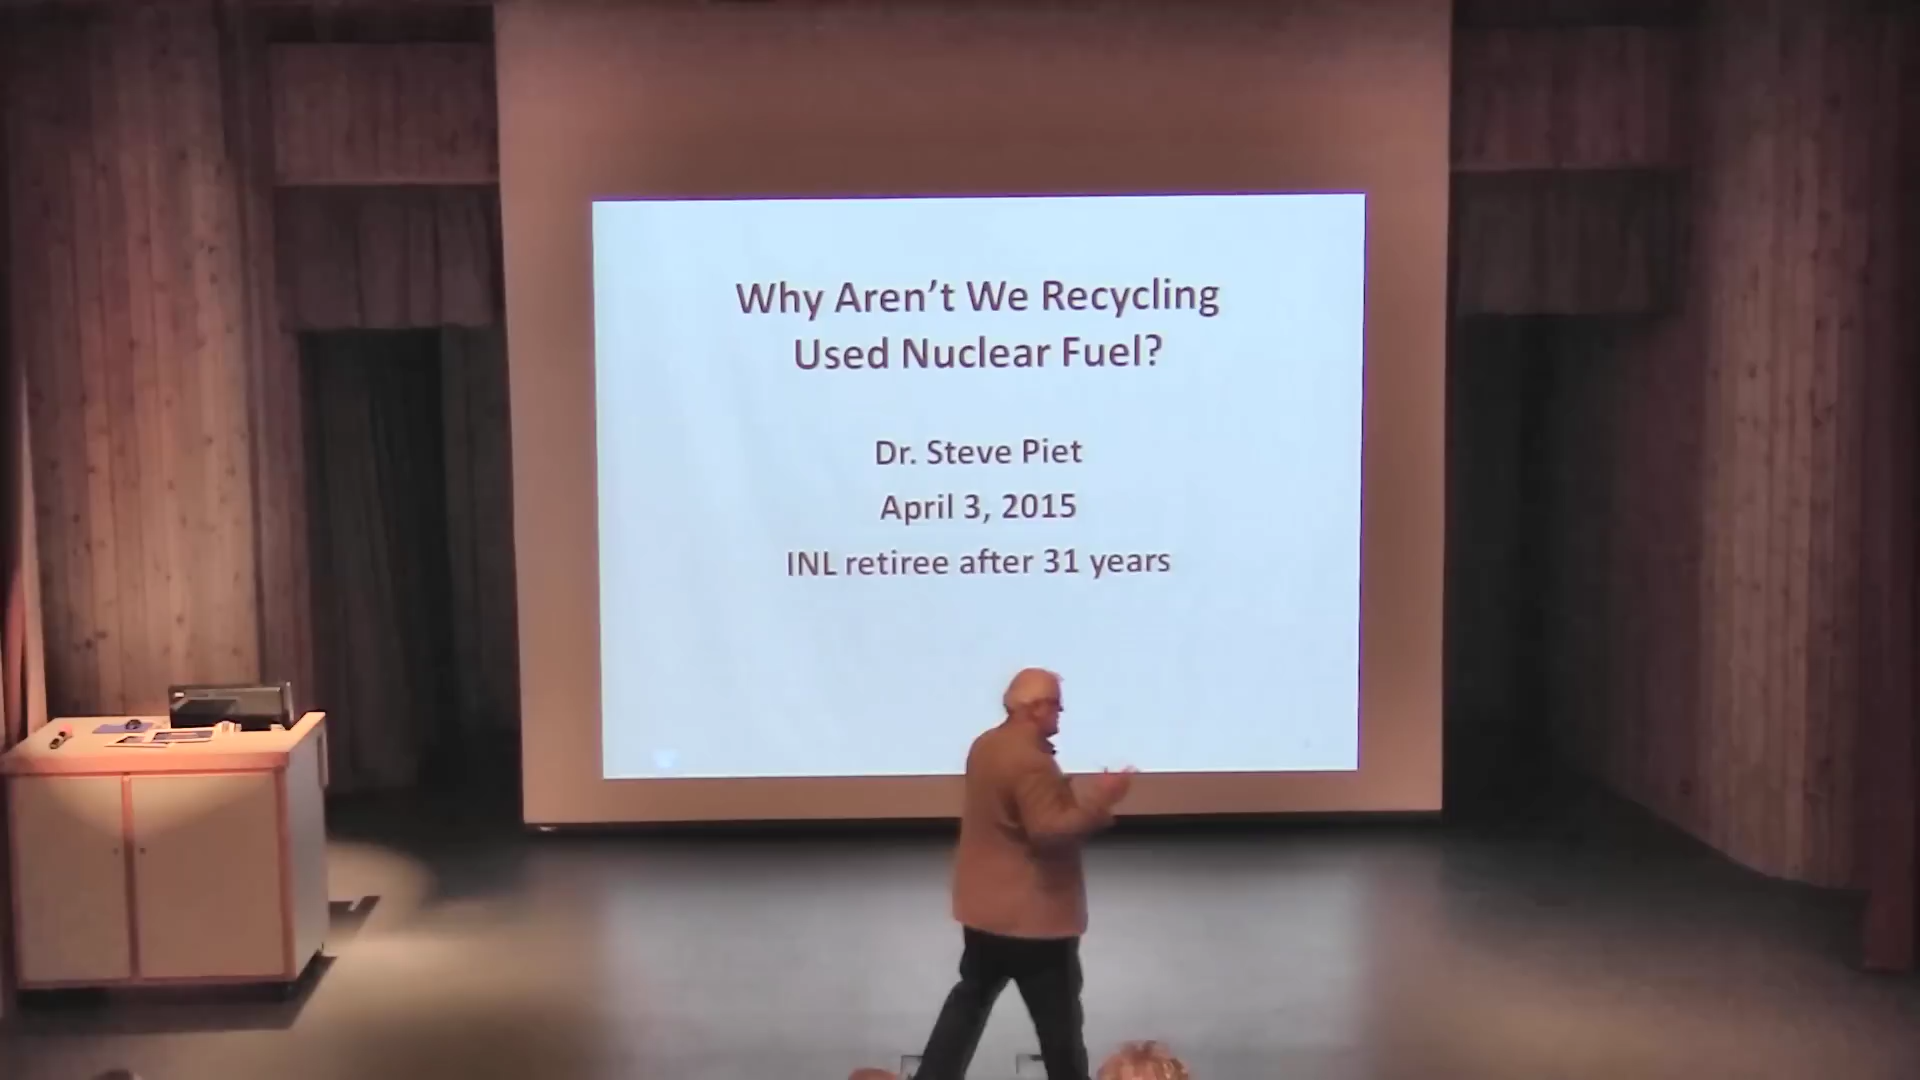 Why Aren’t We Recycling
Used Nuclear Fuel?
Dr. Steve Piet
April 3, 2015
INL retiree after 31 years